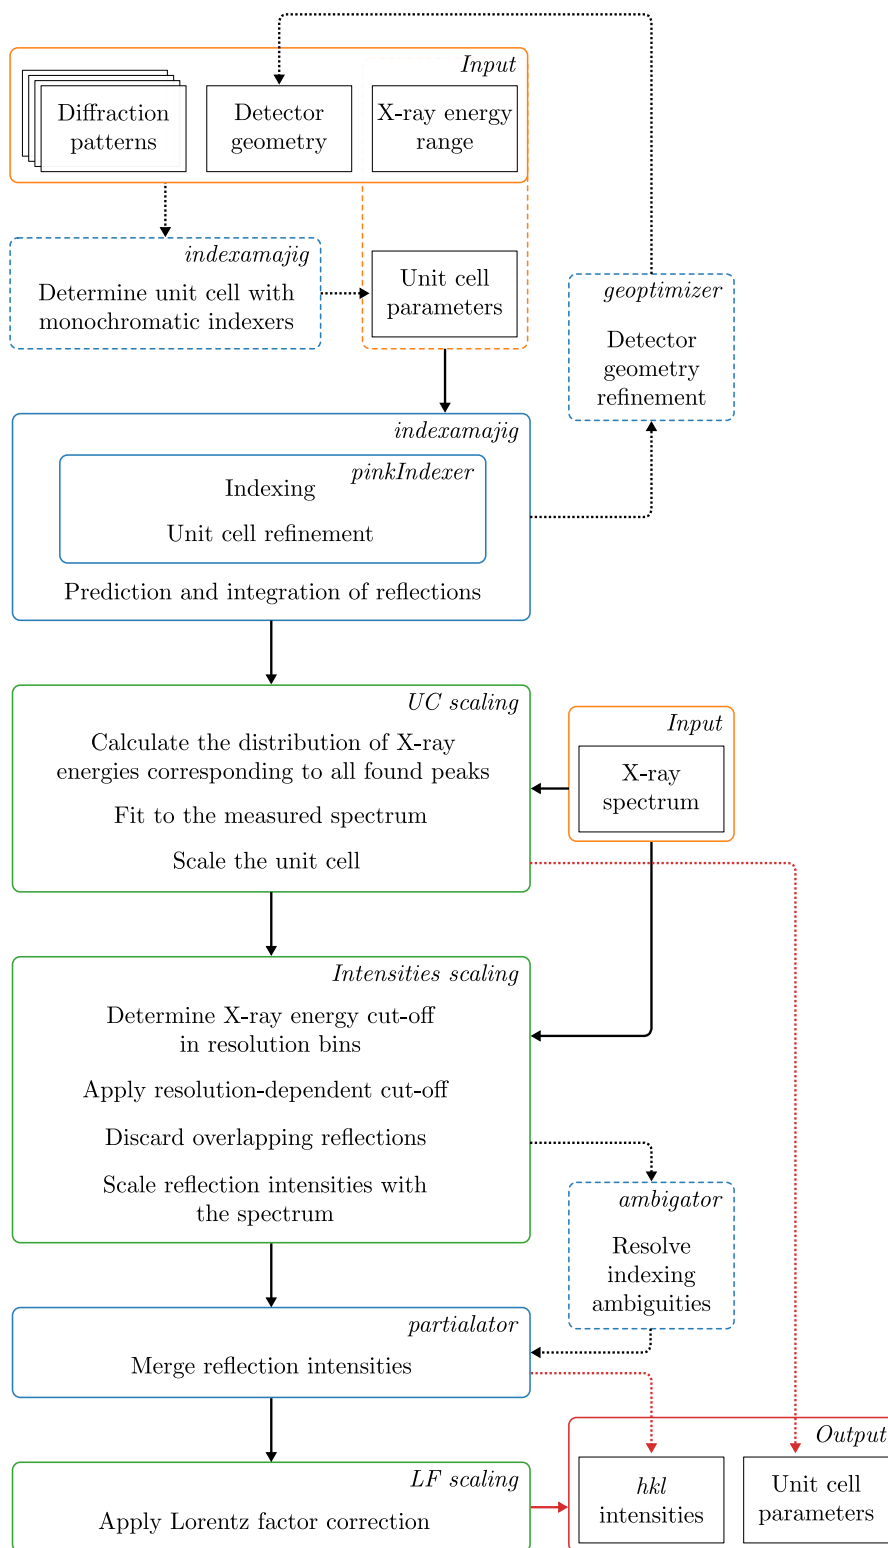 Input
Diffraction
patterns
Detector
geometry
X-ray energy
range
indexamajig
Determine unit cell with
monochromatic indexers
Unit cell
parameters
geoptimizer
Detector
geometry
refinement
indexamajig
pinkIndexer
Indexing
Unit cell refinement
Prediction and integration of reflections
UC scaling
Calculate the distribution of X-ray
energies corresponding to all found peaks
Fit to the measured spectrum
Scale the unit cell
Input
X-ray
spectrum
Intensities scaling
Determine X-ray energy cut-off
in resolution bins
Apply resolution-dependent cut-off
Discard overlapping reflections
Scale reflection intensities with
the spectrum
ambigator
Resolve
indexing
ambiguities
partialator
Merge reflection intensities
LF scaling
Apply Lorentz factor correction
Output
hkl
intensities
Unit cell
parameters